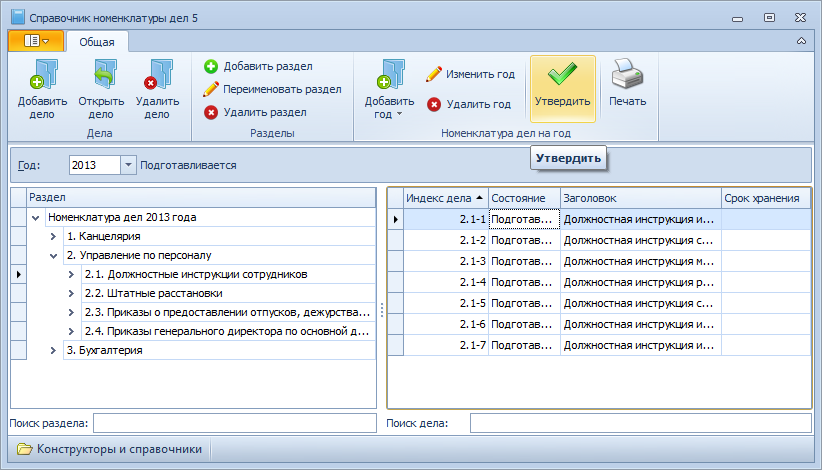 Справочник номенклатуры дел 5
Общая
Добавить дело
Открыть дело
Удалить дело
Дела
Добавить раздел
Переименовать раздел
Удалить раздел
Разделы
Добавить год
Изменить год
Удалить год
Утвердить
Печать
Номенклатура дел на год
Утвердить
Год: 2013 Подготавливается
Раздел
Номенклатура дел 2013 года
1. Канцелярия
2. Управление по персоналу
2.1. Должностные инструкции сотрудников
2.2. Штатные расстановки
2.3. Приказы о предоставлении отпусков, дежурства...
2.4. Приказы генерального директора по основной д...
3. Бухгалтерия
Индекс дела Состояние Заголовок Срок хранения
2.1-1 Подготав... Должностная инструкция и...
2.1-2 Подготав... Должностная инструкция с...
2.1-3 Подготав... Должностная инструкция м...
2.1-4 Подготав... Должностная инструкция р...
2.1-5 Подготав... Должностная инструкция с...
2.1-6 Подготав... Должностная инструкция и...
2.1-7 Подготав... Должностная инструкция и...
Поиск раздела:
Поиск дела:
Конструкторы и справочники